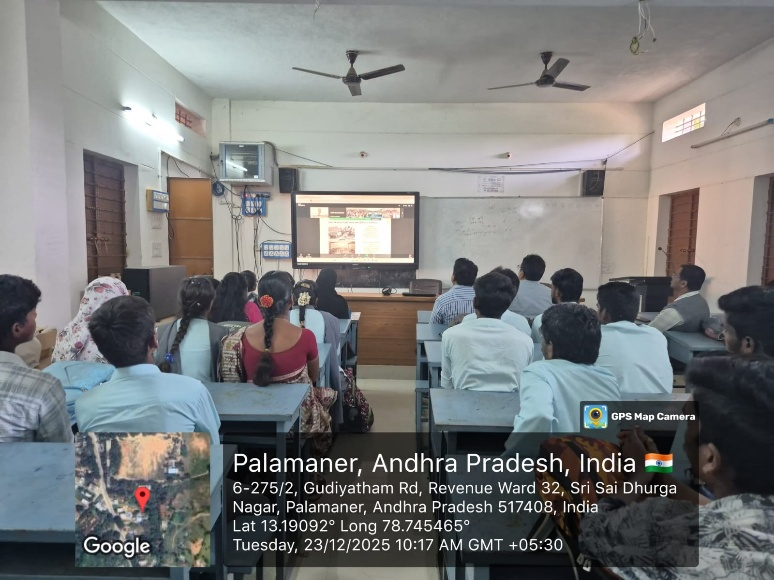 GPS Map Camera
Palamaner, Andhra Pradesh, India
6-275/2, Gudiyatham Rd, Revenue Ward 32, Sri Sai Dhurga
Nagar, Palamaner, Andhra Pradesh 517408, India
Lat 13.19092° Long 78.745465°
Tuesday, 23/12/2025 10:17 AM GMT +05:30
Google